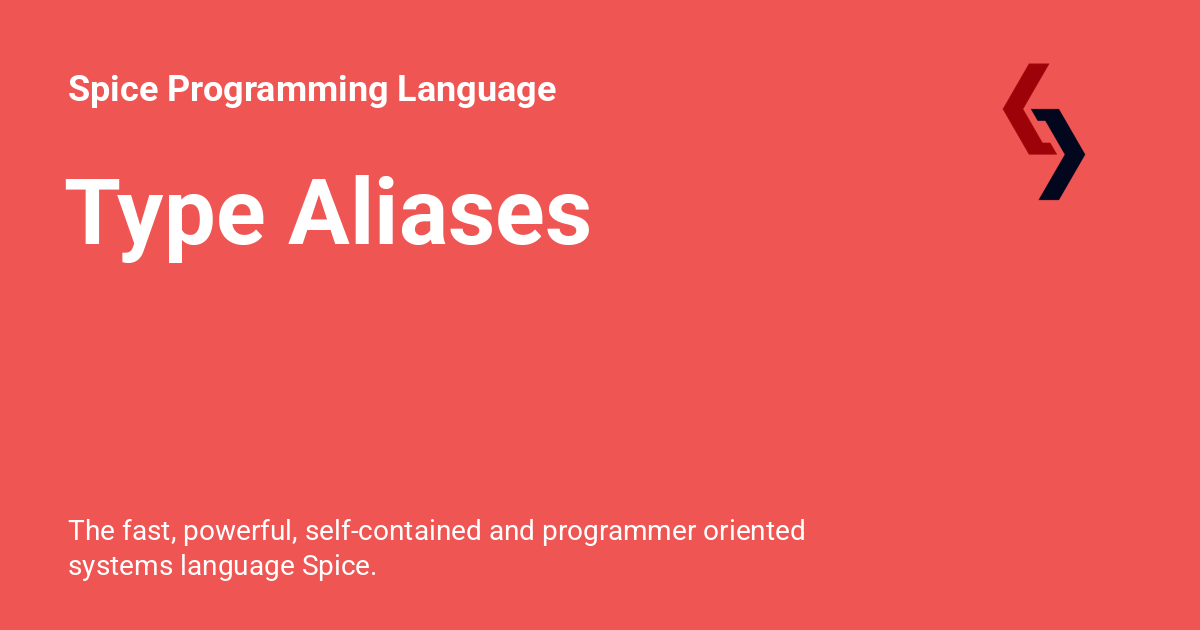 Spice Programming Language
Type Aliases
The fast, powerful, self-contained and programmer oriented
systems language Spice.